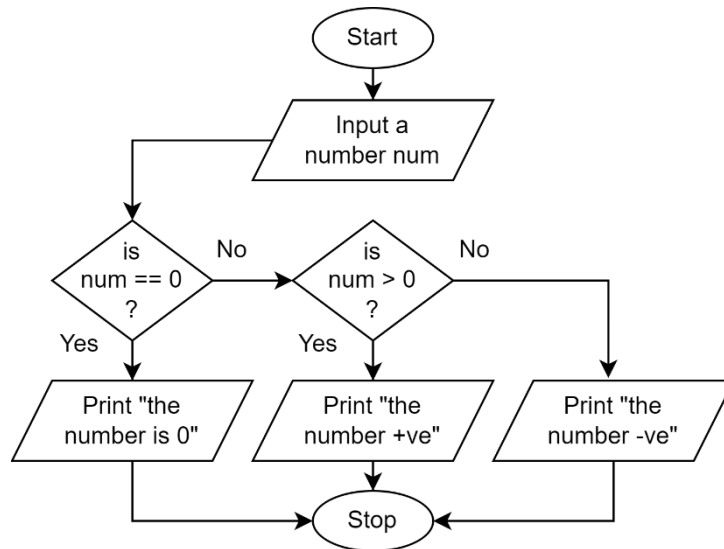 Start
Input a
number num
is
num == 0
?
No
Yes
is
num > 0
?
No
Yes
Print "the
number is 0"
Print "the
number +ve"
Print "the
number -ve"
Stop